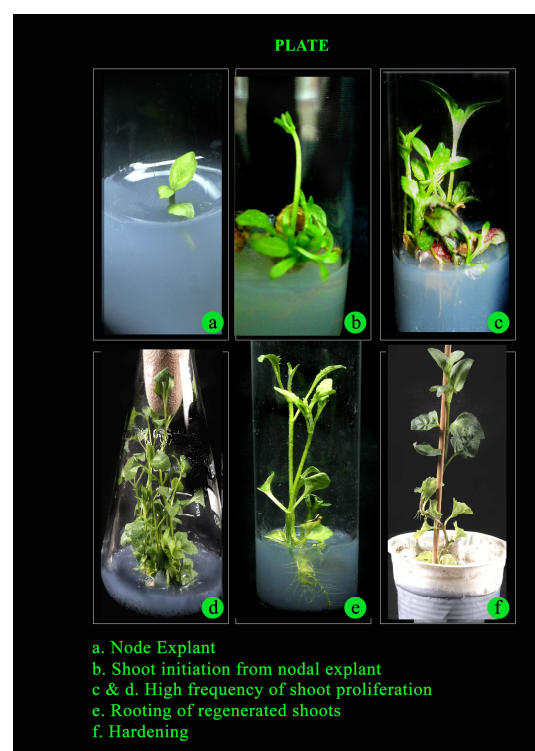 PLATE
a
b
c
d
e
f
a. Node Explant
b. Shoot initiation from nodal explant
c & d. High frequency of shoot proliferation
e. Rooting of regenerated shoots
f. Hardening